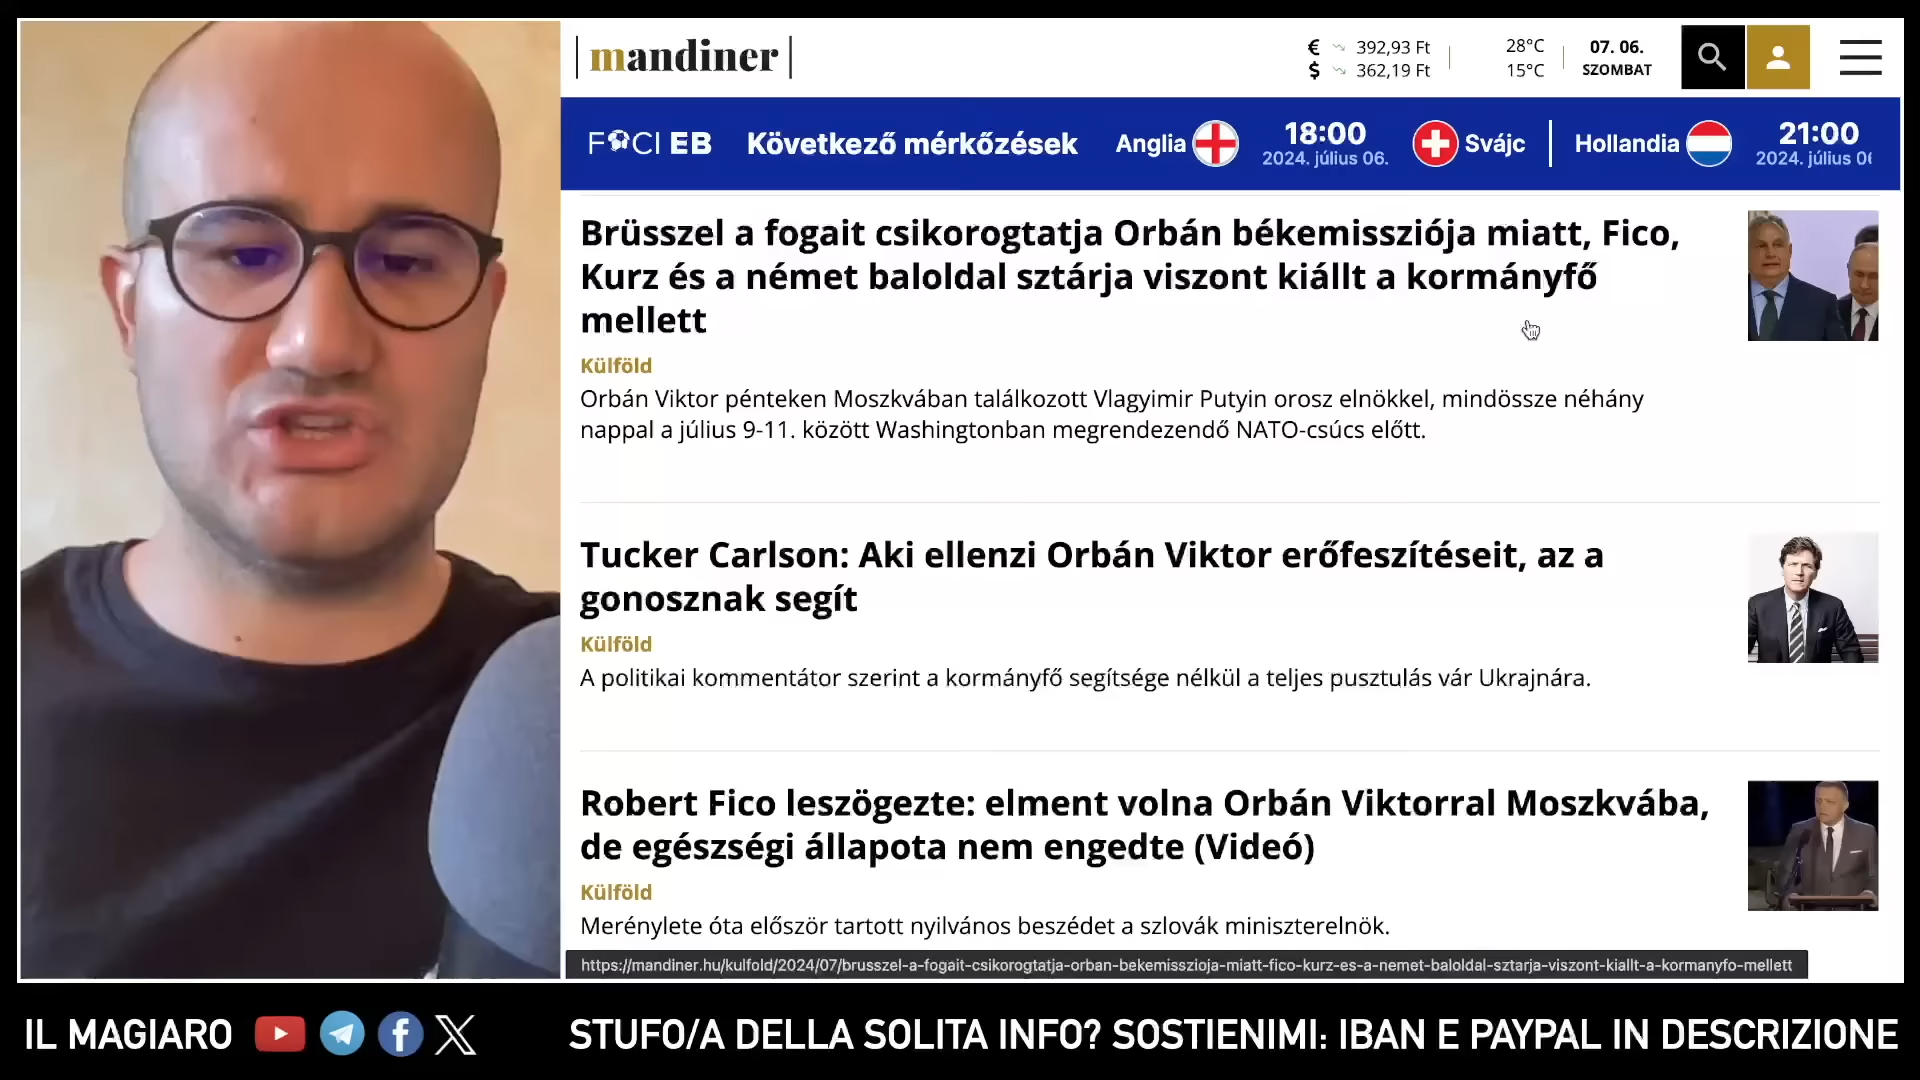 mandiner
€ 392,93 Ft
$ 362,19 Ft
28°C
15°C
07. 06.
SZOMBAT
FOCI EB
Következő mérkőzések
Anglia
18:00
2024. július 06.
Svájc
Hollandia
21:00
2024. július 06
Brüsszel a fogait csikorogtatja Orbán békemissziója miatt, Fico,
Kurz és a német baloldal sztárja viszont kiállt a kormányfő
mellett
Külföld
Orbán Viktor pénteken Moszkvában találkozott Vlagyimir Putyin orosz elnökkel, mindössze néhány
nappal a július 9-11. között Washingtonban megrendezendő NATO-csúcs előtt.
Tucker Carlson: Aki ellenzi Orbán Viktor erőfeszítéseit, az a
gonosznak segít
Külföld
A politikai kommentátor szerint a kormányfő segítsége nélkül a teljes pusztulás vár Ukrajnára.
Robert Fico leszögezte: elment volna Orbán Viktorral Moszkvába,
de egészségi állapota nem engedte (Videó)
Külföld
Merénylete óta először tartott nyilvános beszédet a szlovák miniszterelnök.
https://mandiner.hu/kulfold/2024/07/brusszel-a-fogait-csikorogtatja-orban-bekemisszioja-miatt-fico-kurz-es-a-nemet-baloldal-sztarja-viszont-kiallt-a-kormanyfo-mellett
IL MAGIARO
STUFO/A DELLA SOLITA INFO? SOSTIENIMI: IBAN E PAYPAL IN DESCRIZIONE